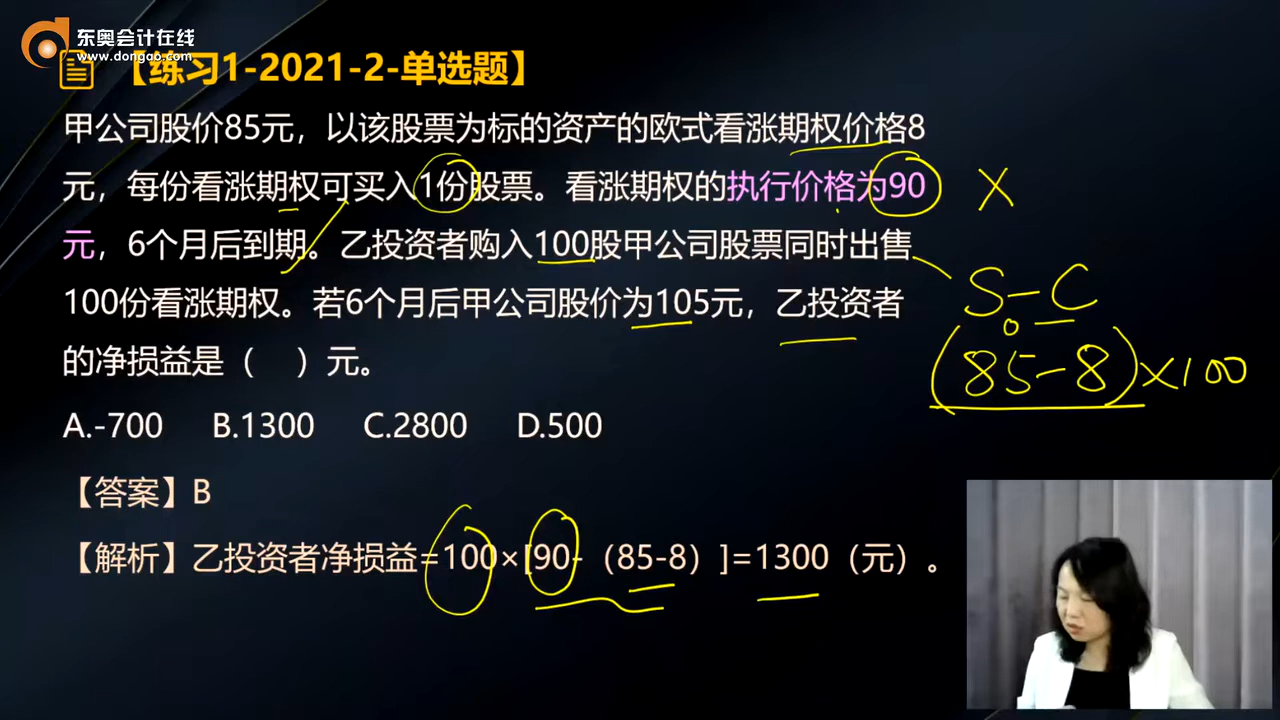 东奥会计在线
www.dongao.com
【练习1-2021-2-单选题】
甲公司股价85元，以该股票为标的资产的欧式看涨期权价格8
元，每份看涨期权可买入1份股票。看涨期权的执行价格为90
X
元，6个月后到期。乙投资者购入100股甲公司股票同时出售
S-C
0
100份看涨期权。若6个月后甲公司股价为105元，乙投资者
的净损益是（ ）元。
(85-8)×100
A.-700 B.1300 C.2800 D.500
【答案】B
【解析】乙投资者净损益=100×[90-（85-8）]=1300（元）。